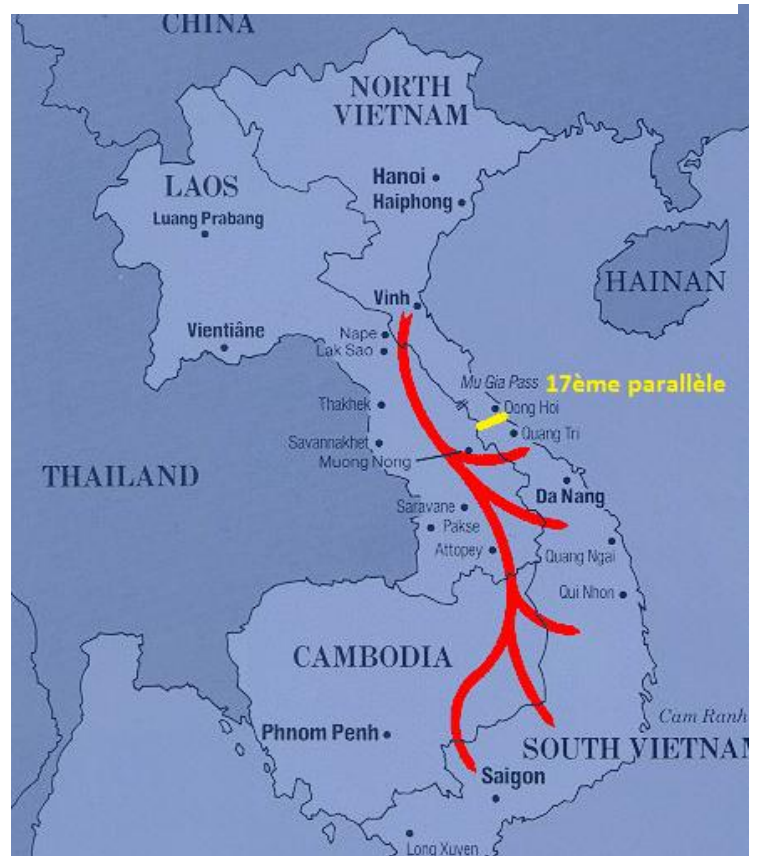 CHINA
NORTH
VIETNAM
Hanoi
LAOS
Haiphong
Luang Prabang
HAINAN
Vinh
Vientiâne
Nape
Lak Sao
Mu Gia Pass
17ème parallèle
Thakhek
Dong Hoi
Quang Tri
Savannakhet
Muong Nong
THAILAND
Da Nang
Saravane
Pakse
Attopey
Quang Ngai
Qui Nhon
CAMBODIA
Cam Ranh
Phnom Penh
SOUTH VIETNAM
Saigon
Long Xuyen